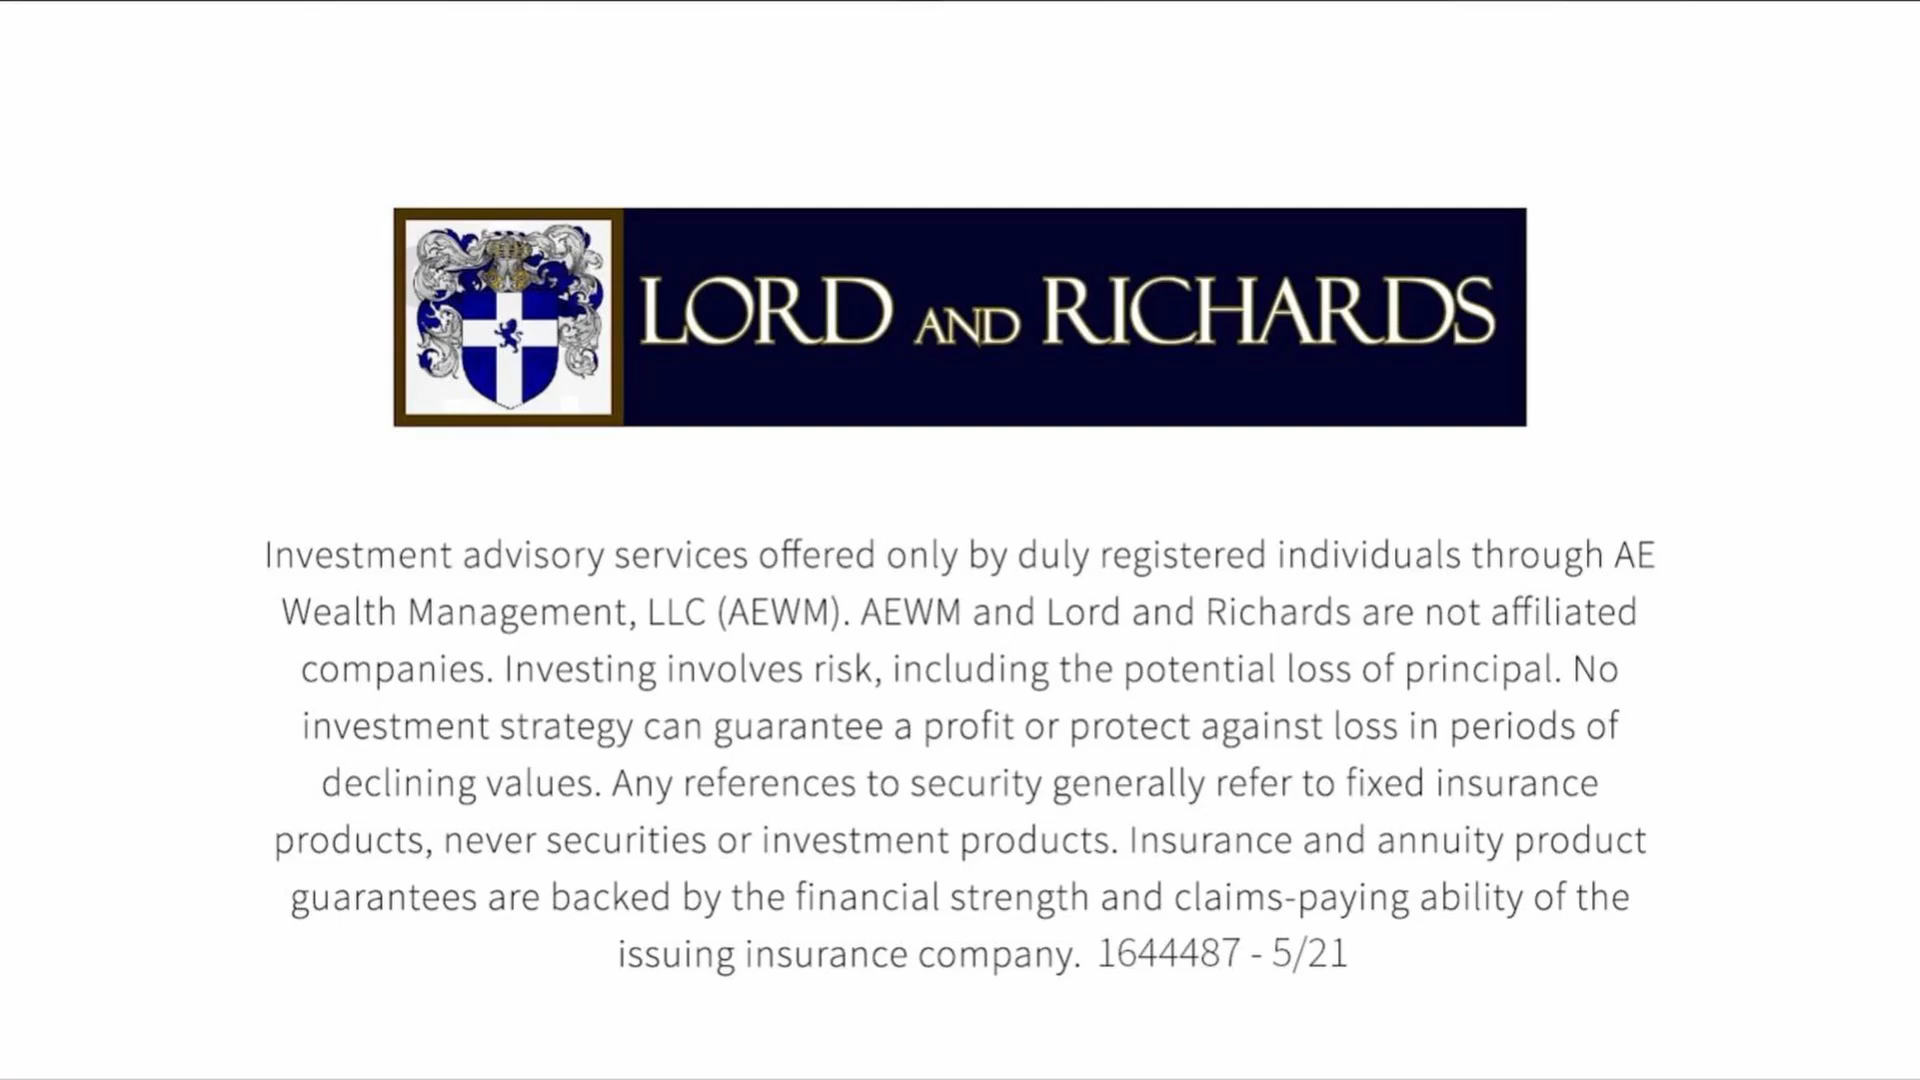 LORD AND RICHARDS
Investment advisory services offered only by duly registered individuals through AE
Wealth Management, LLC (AEWM). AEWM and Lord and Richards are not affiliated
companies. Investing involves risk, including the potential loss of principal. No
investment strategy can guarantee a profit or protect against loss in periods of
declining values. Any references to security generally refer to fixed insurance
products, never securities or investment products. Insurance and annuity product
guarantees are backed by the financial strength and claims-paying ability of the
issuing insurance company. 1644487 - 5/21